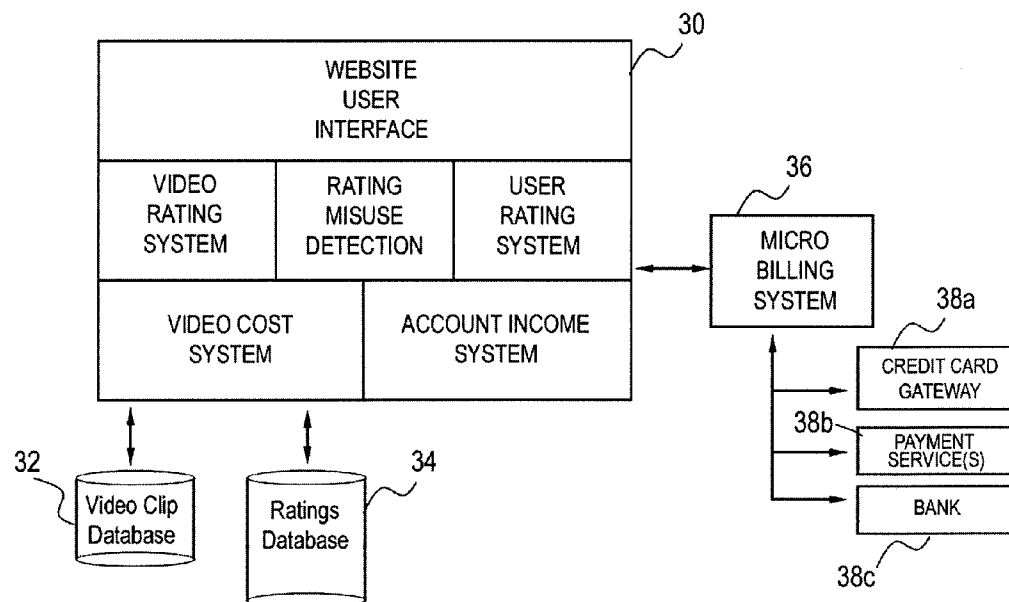 30
WEBSITE
USER
INTERFACE
VIDEO
RATING
SYSTEM
RATING
MISUSE
DETECTION
USER
RATING
SYSTEM
VIDEO COST
SYSTEM
ACCOUNT INCOME
SYSTEM
36
MICRO
BILLING
SYSTEM
38a
CREDIT CARD
GATEWAY
38b
PAYMENT
SERVICE(S)
BANK
38c
32
Video Clip
Database
34
Ratings
Database